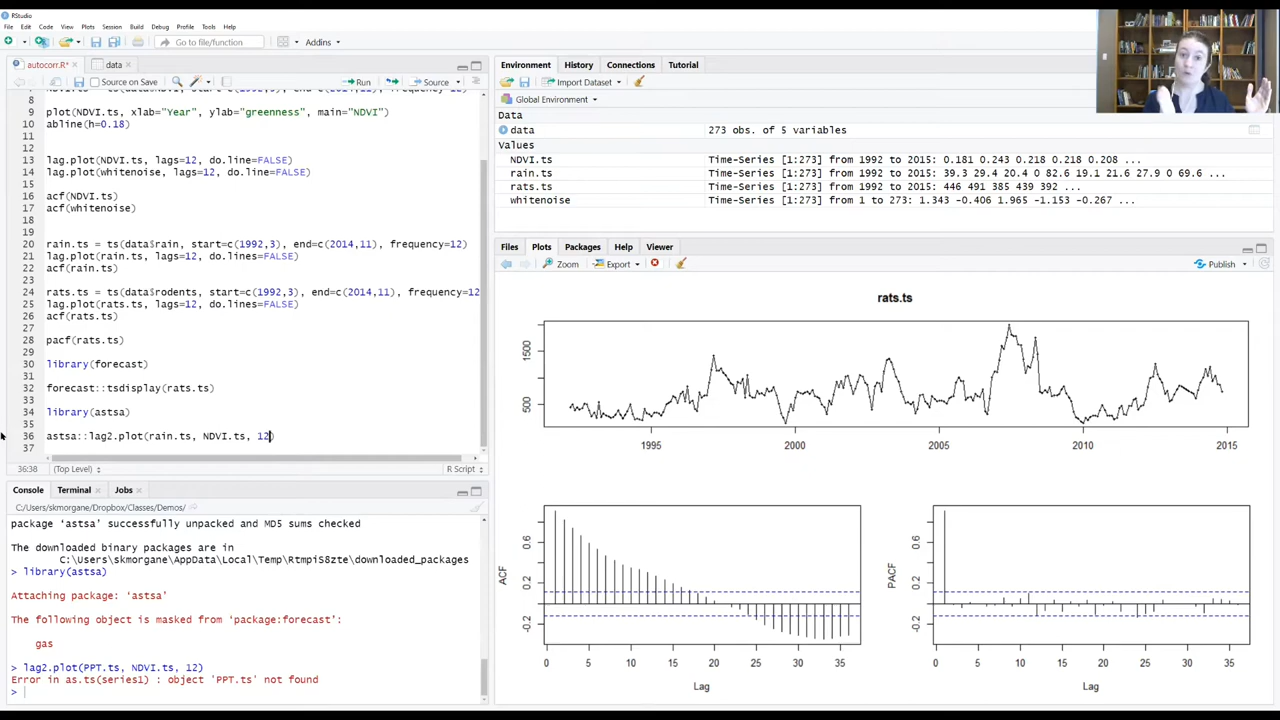 RStudio
File Edit Code View Plots Session Build Debug Profile Tools Help
Go to file/function Addins
autocorr.R* data
Source on Save Run Source
8
9 plot(NDVI.ts, xlab="Year", ylab="greenness", main="NDVI")
10 abline(h=0.18)
11
12
13 lag.plot(NDVI.ts, lags=12, do.line=FALSE)
14 lag.plot(whitenoise, lags=12, do.line=FALSE)
15
16 acf(NDVI.ts)
17 acf(whitenoise)
18
19
20 rain.ts = ts(data$rain, start=c(1992,3), end=c(2014,11), frequency=12)
21 lag.plot(rain.ts, lags=12, do.lines=FALSE)
22 acf(rain.ts)
23
24 rats.ts = ts(data$rodents, start=c(1992,3), end=c(2014,11), frequency=12
25 lag.plot(rats.ts, lags=12, do.lines=FALSE)
26 acf(rats.ts)
27
28 pacf(rats.ts)
29
30 library(forecast)
31
32 forecast::tsdisplay(rats.ts)
33
34 library(astsa)
35
36 astsa::lag2.plot(rain.ts, NDVI.ts, 12)
37
36:38 (Top Level) R Script
Console Terminal Jobs
C:/Users/skmorgane/Dropbox/Classes/Demos/
package ‘astsa’ successfully unpacked and MD5 sums checked
The downloaded binary packages are in
C:\Users\skmorgane\AppData\Local\Temp\RtmpiS8zte\downloaded_packages
> library(astsa)
Attaching package: ‘astsa’
The following object is masked from ‘package:forecast’:
gas
> lag2.plot(PPT.ts, NDVI.ts, 12)
Error in as.ts(series1) : object 'PPT.ts' not found
>
Environment History Connections Tutorial
Import Dataset
Global Environment
Data
data 273 obs. of 5 variables
Values
NDVI.ts Time-Series [1:273] from 1992 to 2015: 0.181 0.243 0.218 0.218 0.208 ...
rain.ts Time-Series [1:273] from 1992 to 2015: 39.3 29.4 20.4 0 82.6 19.1 21.6 27.9 0 69.6 ...
rats.ts Time-Series [1:273] from 1992 to 2015: 446 491 385 439 392 ...
whitenoise Time-Series [1:273] from 1 to 273: 1.343 -0.406 1.965 -1.153 -0.267 ...
Files Plots Packages Help Viewer
Zoom Export Publish
rats.ts
1500
500
1995 2000 2005 2010 2015
ACF
0.6
0.2
-0.2
0 5 10 15 20 25 30 35
Lag
PACF
0.6
0.2
-0.2
0 5 10 15 20 25 30 35
Lag